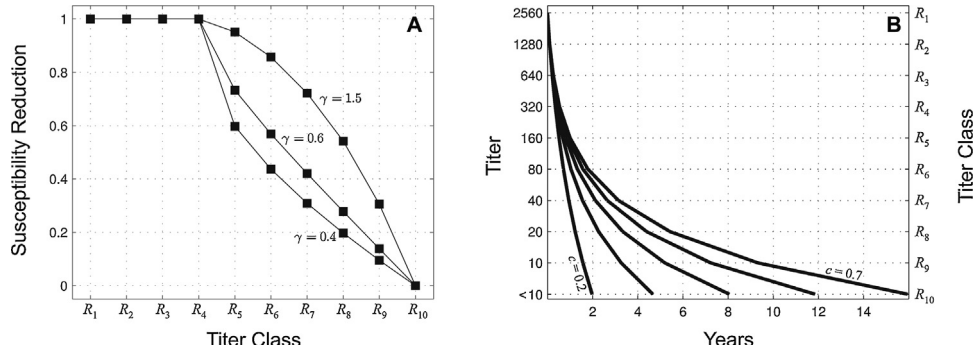 A
1
0.8
0.6
0.4
0.2
0
Susceptibility Reduction
γ = 1.5
γ = 0.6
γ = 0.4
R1 R2 R3 R4 R5 R6 R7 R8 R9 R10
Titer Class
B
2560
1280
640
320
160
80
40
20
10
<10
Titer
c=0.2
c=0.7
2 4 6 8 10 12 14
Years
R1
R2
R3
R4
R5
R6
R7
R8
R9
R10
Titer Class